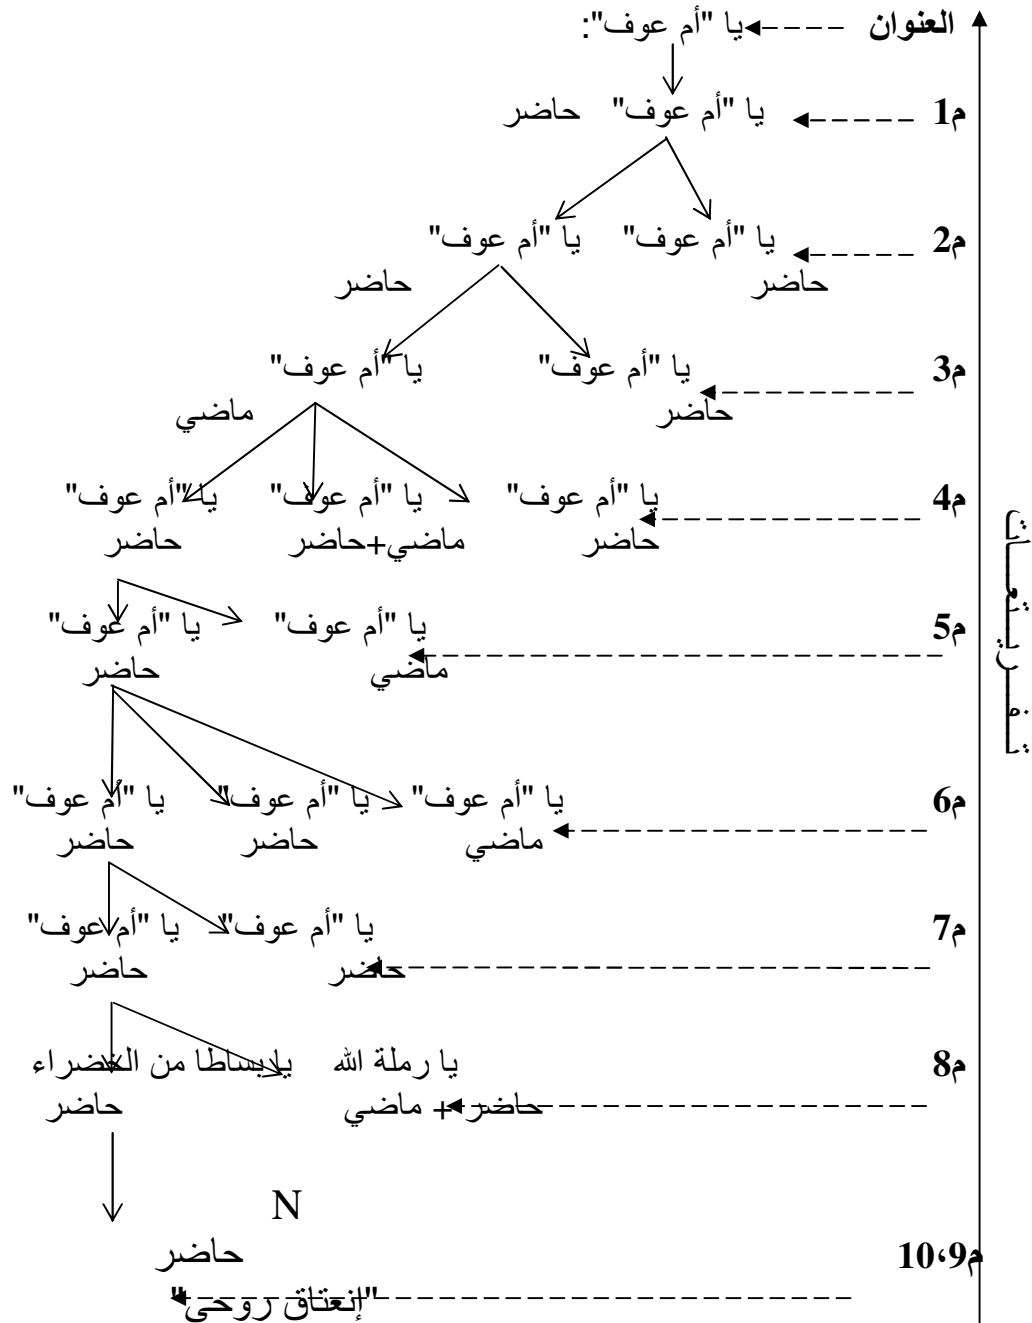 العنوان يا "أم عوف":
م1 يا "أم عوف" حاضر
م2 يا "أم عوف" يا "أم عوف"
حاضر حاضر
م3 يا "أم عوف" يا "أم عوف"
حاضر ماضي
م4 يا "أم عوف" يا "أم عوف" يا "أم عوف"
حاضر ماضي+حاضر حاضر
تفريتعات
م5 يا "أم عوف" يا "أم عوف"
ماضي حاضر
م6 يا "أم عوف" يا "أم عوف" يا "أم عوف"
ماضي حاضر حاضر
م7 يا "أم عوف" يا "أم عوف"
حاضر حاضر
م8 يا رملة الله يا بساطا من الخضراء
حاضر + ماضي حاضر
N
م9،10 حاضر
"إنعتاق روحي"